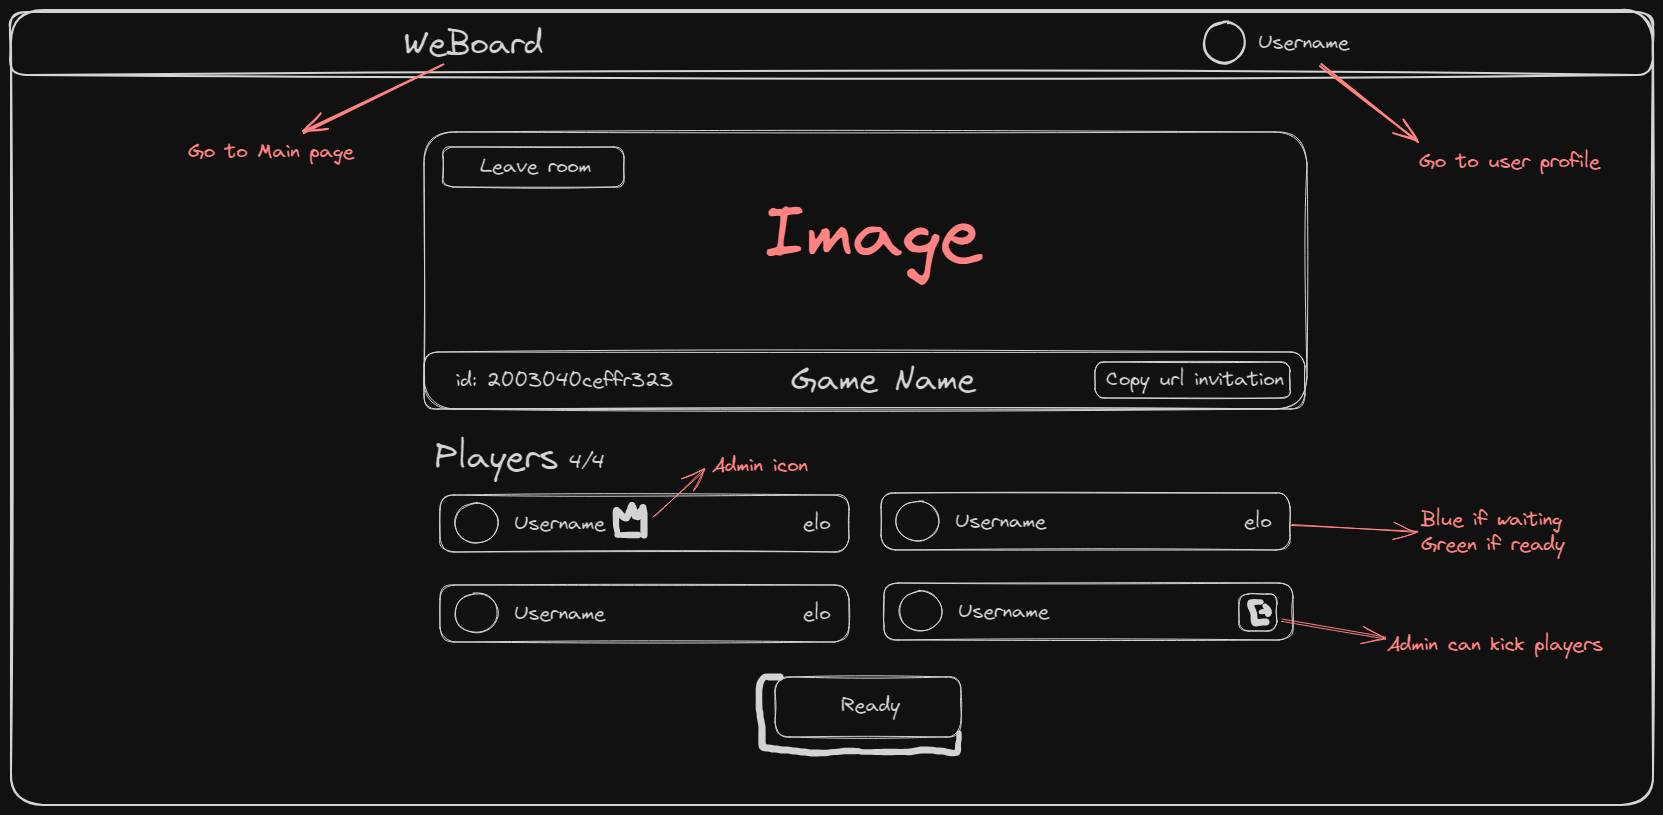 WeBoard
Username
Go to Main page
Go to user profile
Leave room
Image
id: 2003040ceffr323
Game Name
Copy url invitation
Players 4/4
Admin icon
Username
elo
Username
elo
Blue if waiting
Green if ready
Username
elo
Username
Admin can kick players
Ready